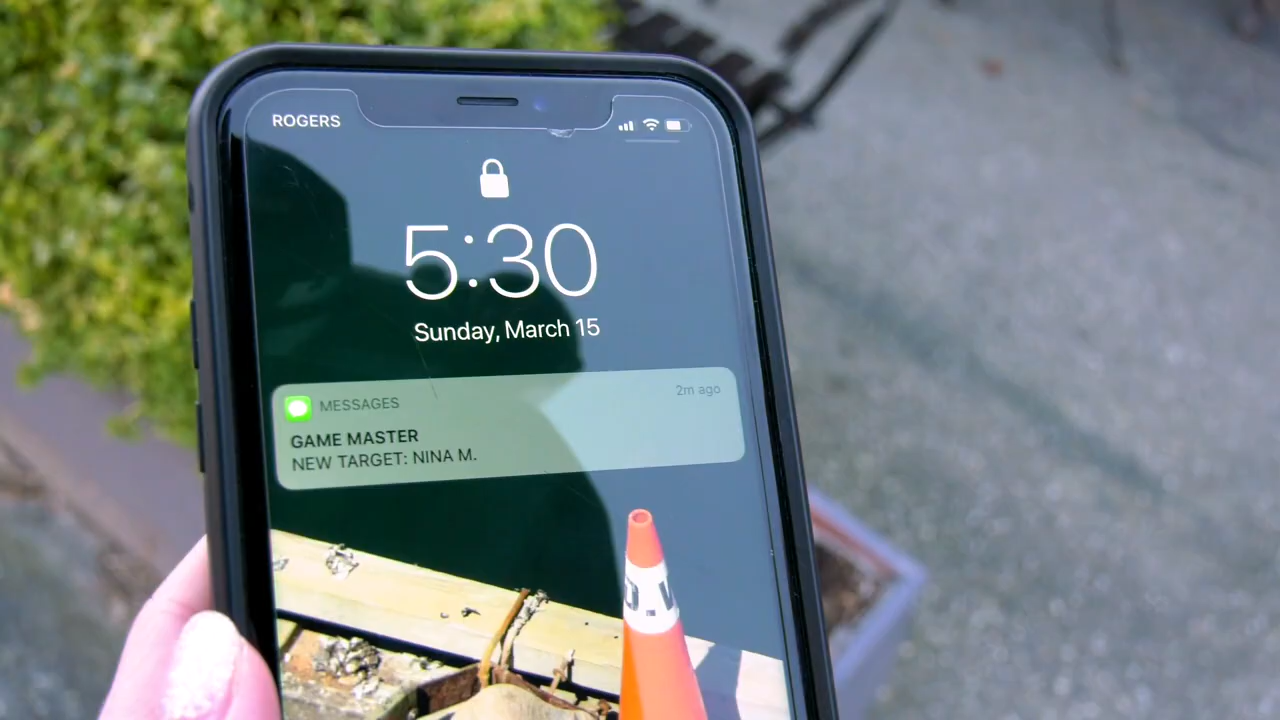 ROGERS
5:30
Sunday, March 15
MESSAGES
2m ago
GAME MASTER
NEW TARGET: NINA M.